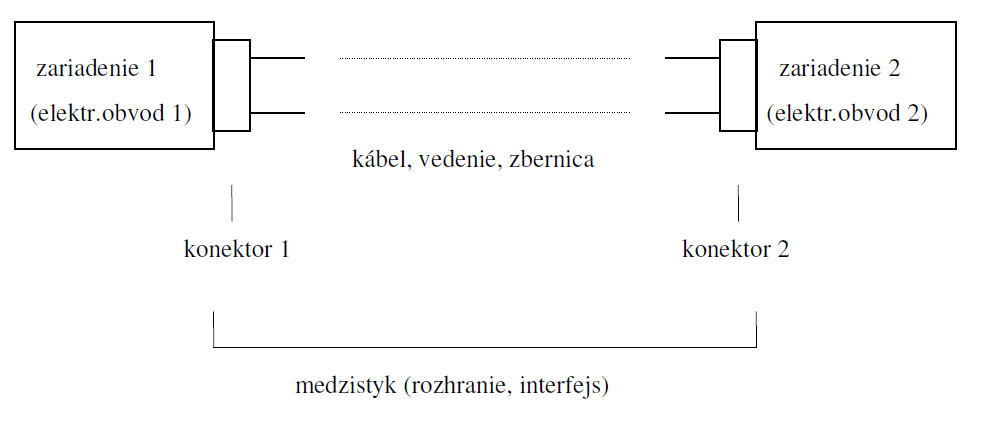 zariadenie 1
(elektr.obvod 1)
zariadenie 2
(elektr.obvod 2)
kábel, vedenie, zbernica
konektor 1
konektor 2
medzistyk (rozhranie, interfejs)